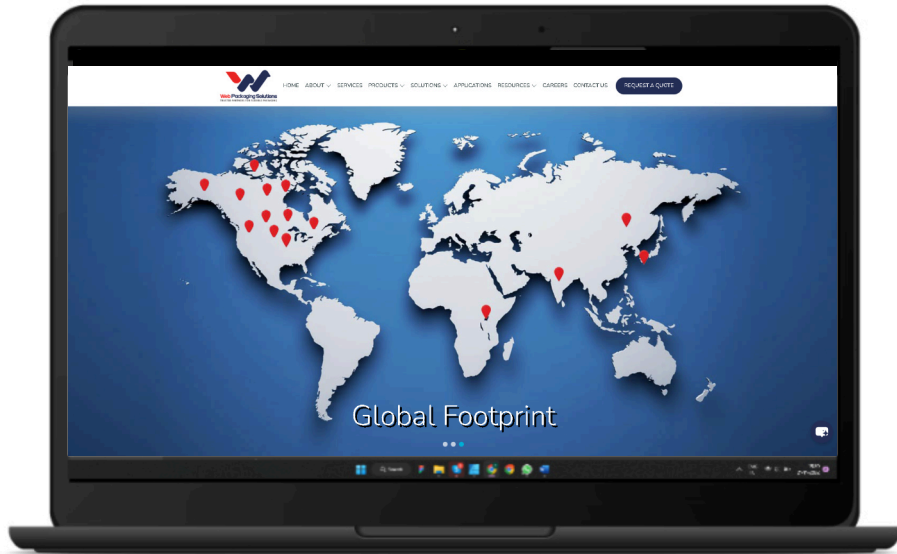 HOME ABOUT SERVICES PRODUCTS SOLUTIONS APPLICATIONS RESOURCES CAREERS CONTACT US REQUEST A QUOTE
Web Packaging Solutions
Global Footprint
Search